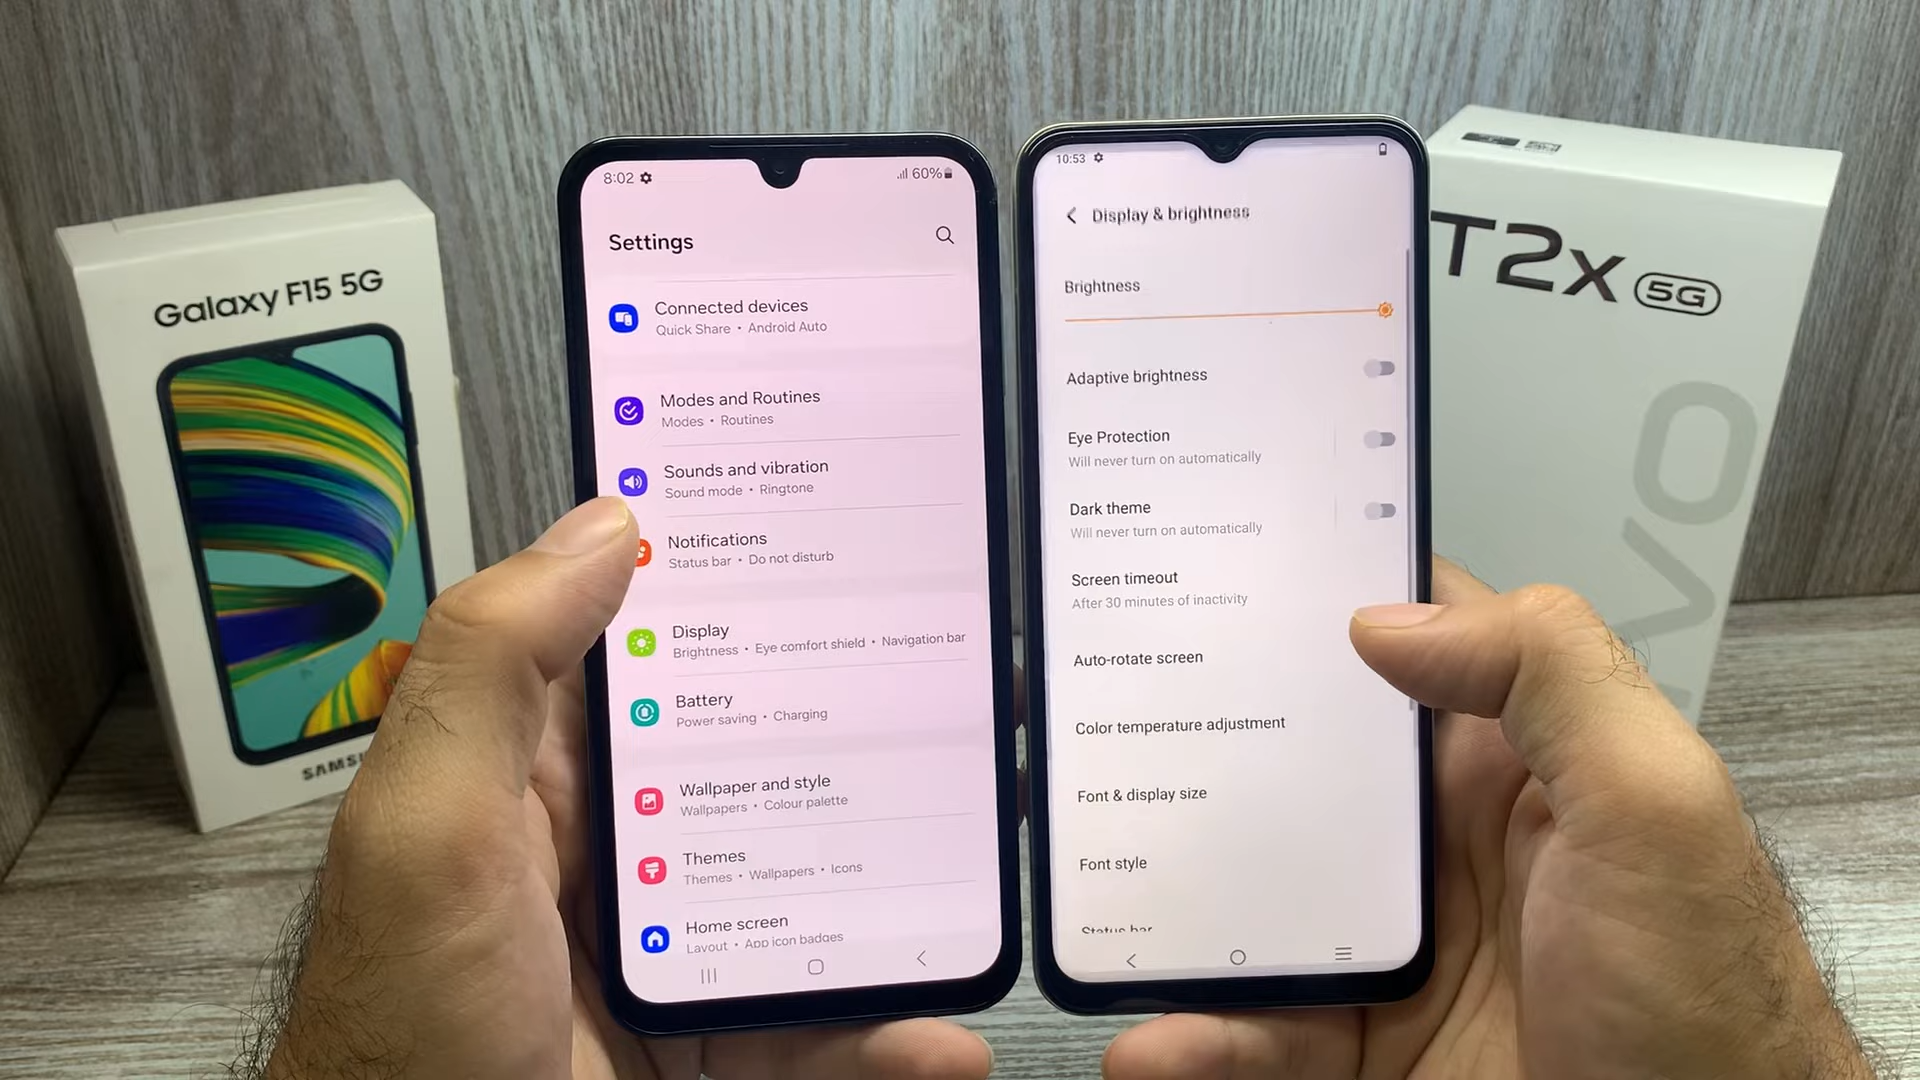 Galaxy F15 5G
8:02
60%
Settings
Connected devices
Quick Share • Android Auto
Modes and Routines
Modes • Routines
Sounds and vibration
Sound mode • Ringtone
Notifications
Status bar • Do not disturb
Display
Brightness • Eye comfort shield • Navigation bar
Battery
Power saving • Charging
Wallpaper and style
Wallpapers • Colour palette
Themes
Themes • Wallpapers • Icons
Home screen
Layout • App icon badges
10:53
Display & brightness
Brightness
Adaptive brightness
Eye Protection
Will never turn on automatically
Dark theme
Will never turn on automatically
Screen timeout
After 30 minutes of inactivity
Auto-rotate screen
Color temperature adjustment
Font & display size
Font style
Status bar
T2x 5G